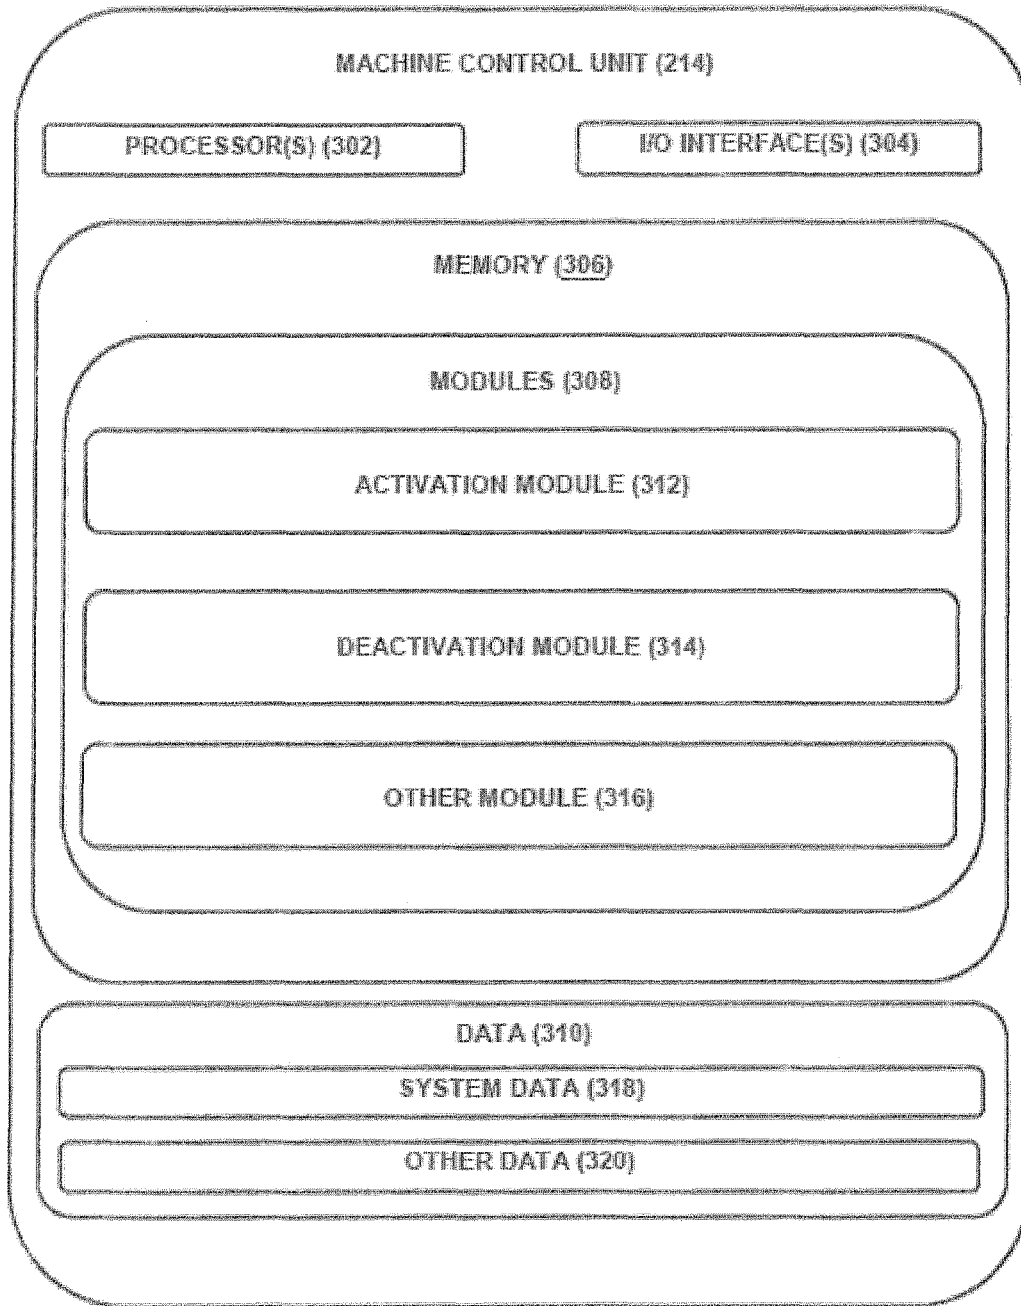 MACHINE CONTROL UNIT (214)
PROCESSOR(S) (302)
I/O INTERFACE(S) (304)
MEMORY (306)
MODULES (308)
ACTIVATION MODULE (312)
DEACTIVATION MODULE (314)
OTHER MODULE (316)
DATA (310)
SYSTEM DATA (318)
OTHER DATA (320)